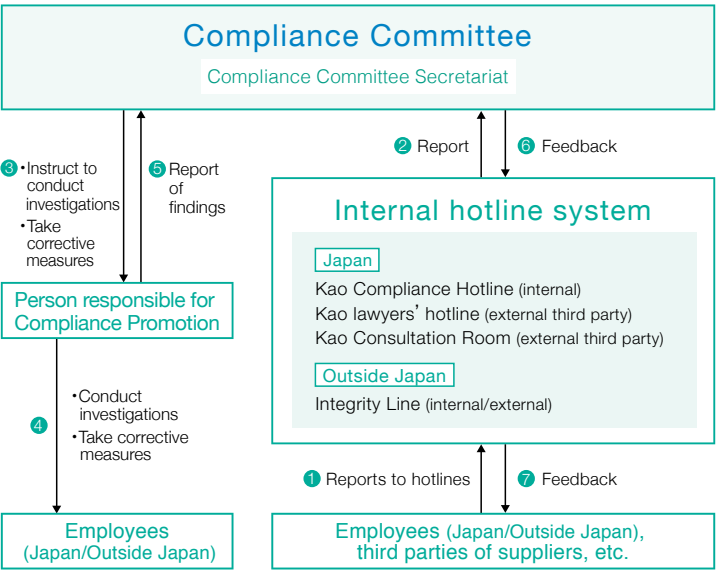 Compliance Committee
Compliance Committee Secretariat
③ •Instruct to
conduct
investigations
•Take
corrective
measures
⑤ Report
of
findings
② Report
⑥ Feedback
Internal hotline system
Japan
Kao Compliance Hotline (internal)
Kao lawyers’ hotline (external third party)
Kao Consultation Room (external third party)
Outside Japan
Integrity Line (internal/external)
Person responsible for
Compliance Promotion
④
•Conduct
investigations
•Take corrective
measures
① Reports to hotlines
⑦ Feedback
Employees
(Japan/Outside Japan)
Employees (Japan/Outside Japan),
third parties of suppliers, etc.